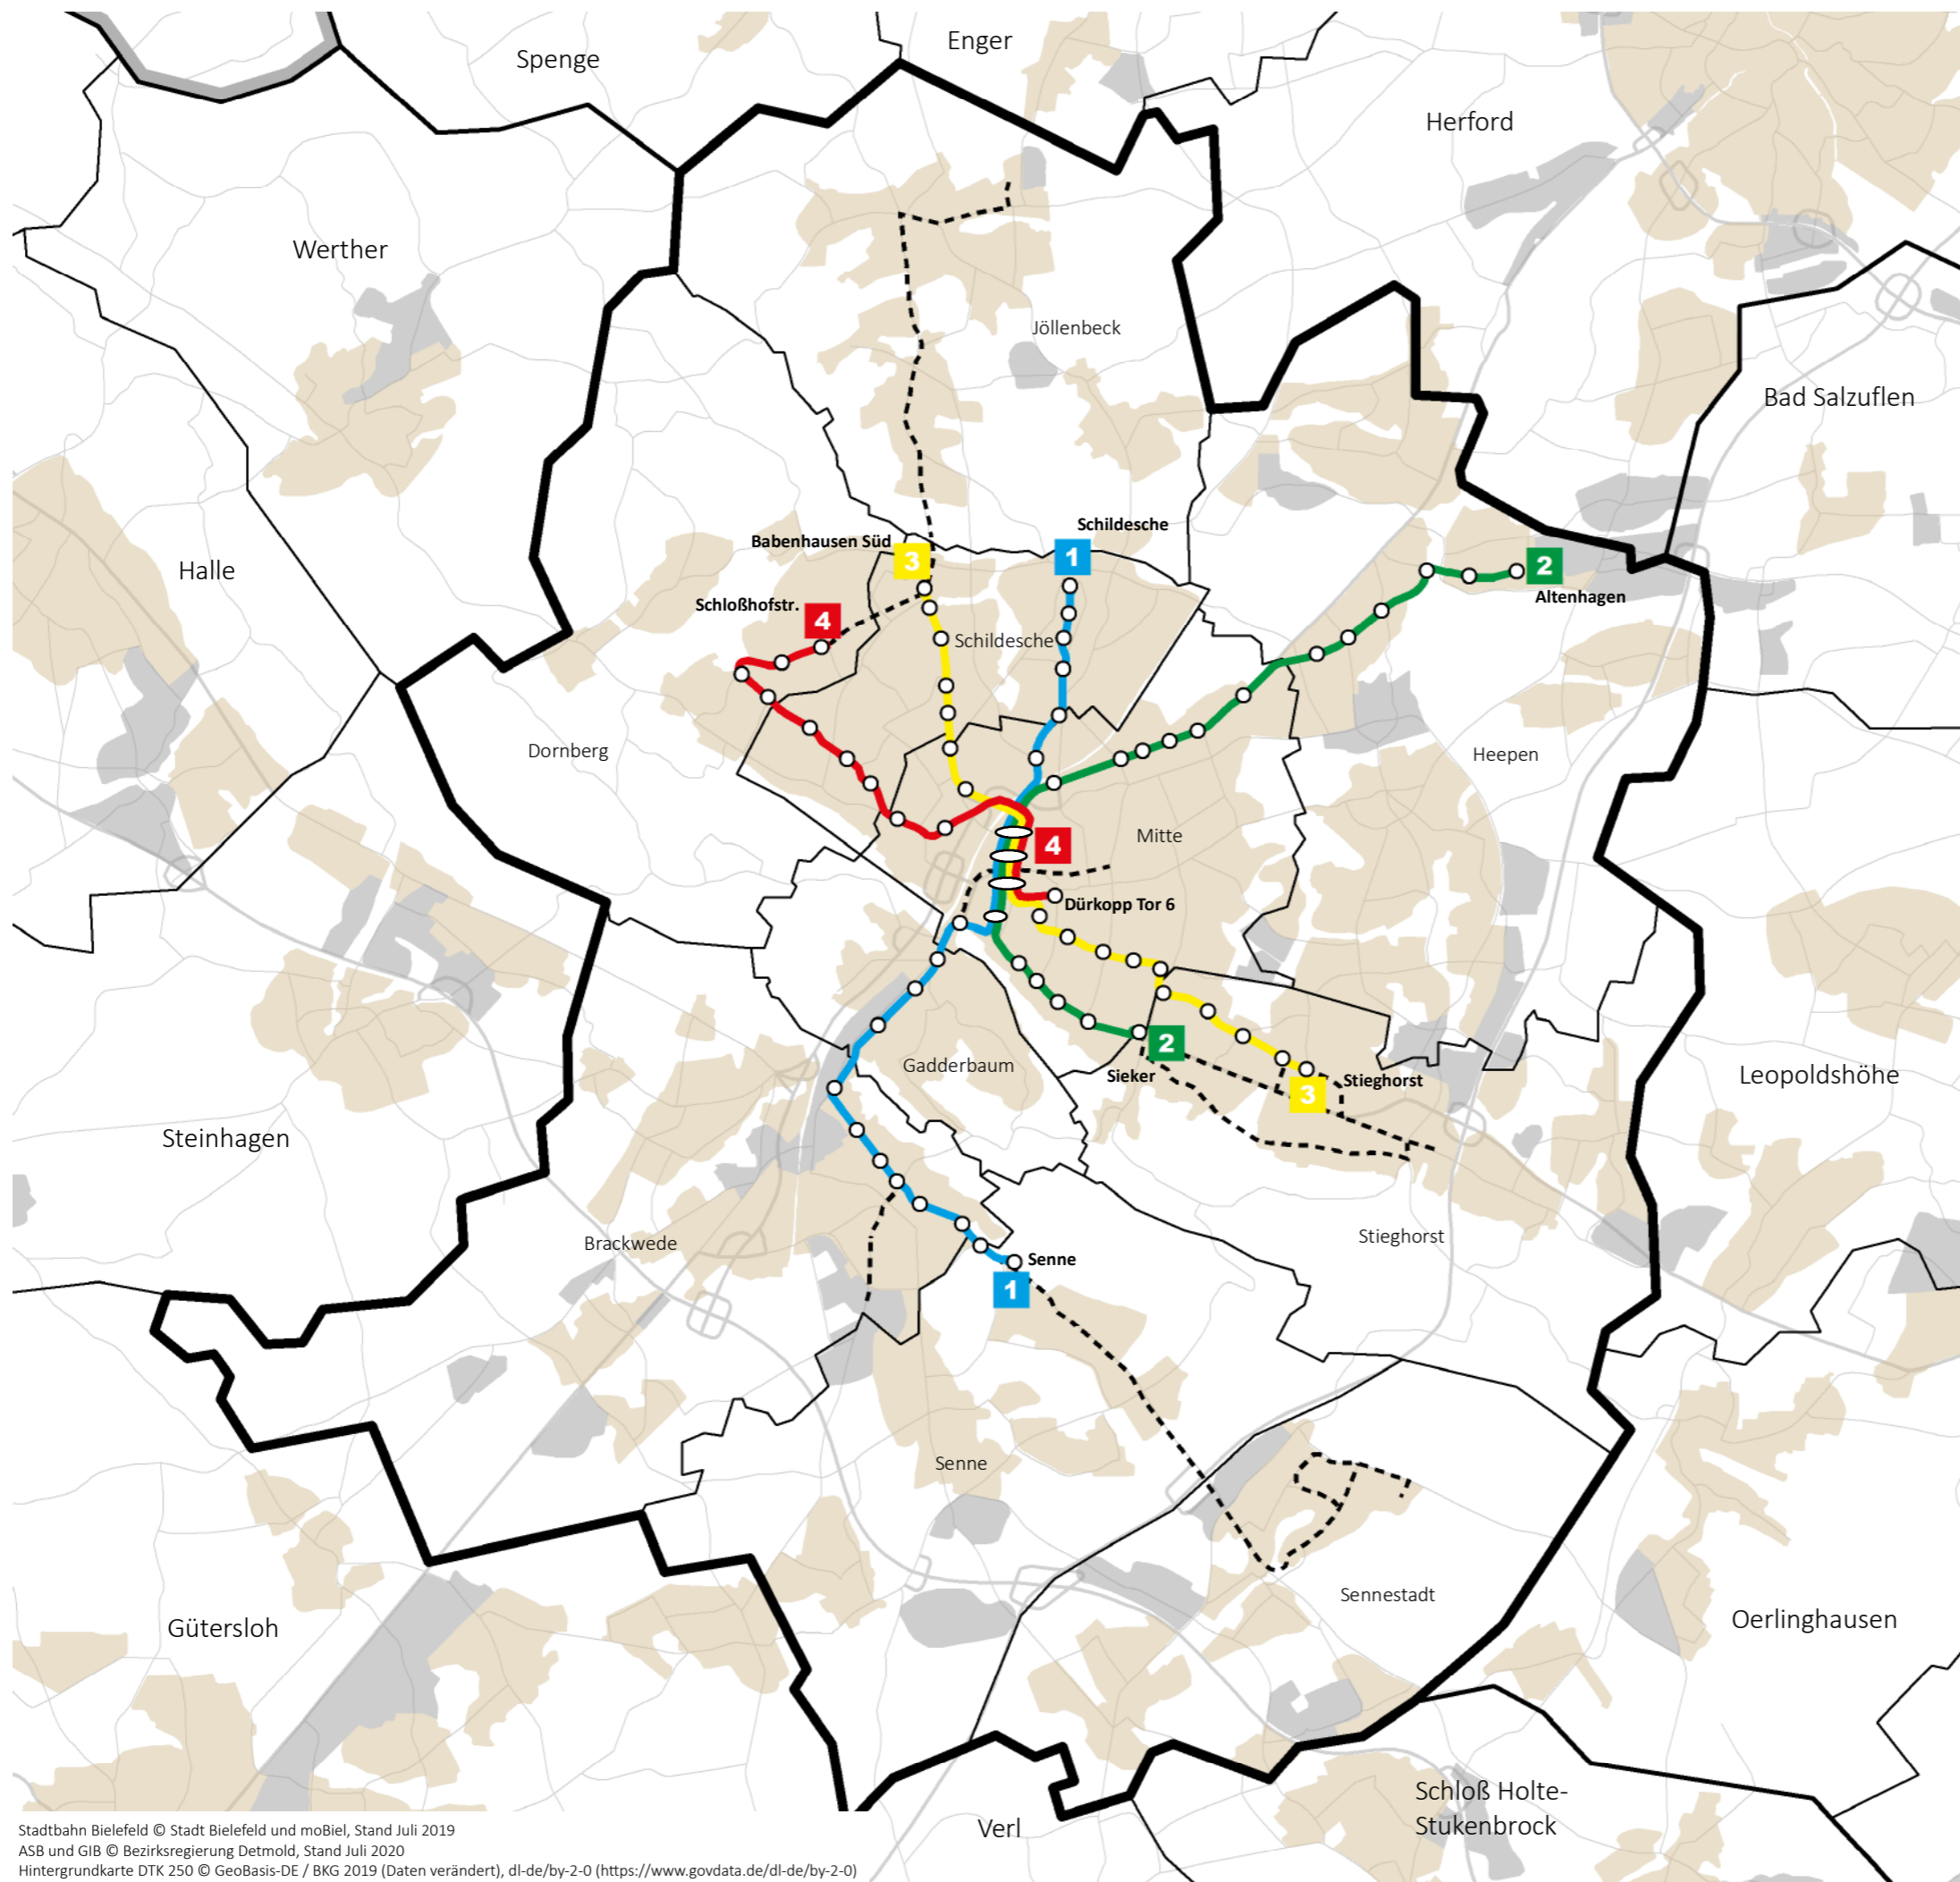 Enger
Spenge
Herford
Werther
Jöllenbeck
Bad Salzuflen
Schildesche
Babenhausen Süd
3
1
2
Halle
Altenhagen
Schloßhofstr.
4
Schildesche
Dornberg
Heepen
Mitte
4
Dürkopp Tor 6
2
Gadderbaum
Sieker
Stieghorst
3
Leopoldshöhe
Steinhagen
Brackwede
Stieghorst
Senne
1
Senne
Sennestadt
Gütersloh
Oerlinghausen
Schloß Holte-
Stukenbrock
Verl
Stadtbahn Bielefeld © Stadt Bielefeld und moBiel, Stand Juli 2019
ASB und GIB © Bezirksregierung Detmold, Stand Juli 2020
Hintergrundkarte DTK 250 © GeoBasis-DE / BKG 2019 (Daten verändert), dl-de/by-2-0 (https://www.govdata.de/dl-de/by-2-0)